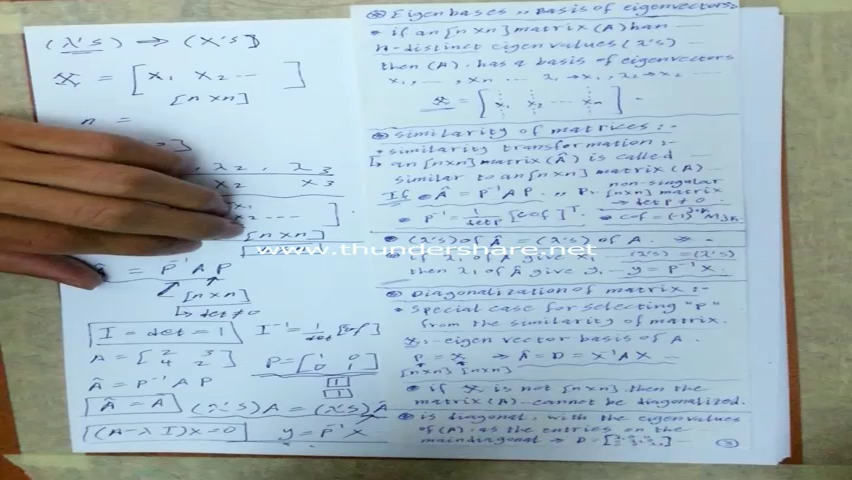 (λ's) ⇒ (X's)
X = [ x₁ x₂ ... ]
[n×n]
n =
, λ₂ , λ₃
x₂ x₃
x₂ ... ]
[n×n]
= P⁻¹ A P
[n×n]
↳ det ≠ 0
I = det = 1 I⁻¹ = 1/det [cof]
A = [ 2 3
4 2 ]
P = [ 1 0
0 1 ]
Â = P⁻¹ A P
Â = A (λ's) A = (λ's) Â
(A-λ I)X=0 y = P⁻¹ X
⊛ Eigen bases ,, Basis of eigenvectors:
• if an [n×n] matrix (A) has
n-distinct eigen values (λ's)
then (A) has a basis of eigenvectors
x₁, ..., xₙ ... λ₁ → x₁, λ₂ → x₂ ...
X = [ x₁ x₂ ... xₙ ]
⊛ similarity of matrices :-
• similarity transformation :-
↳ an [n×n] matrix (Â) is called
similar to an [n×n] matrix (A)
If • Â = P⁻¹ A P. ,, P: non-singular
[n×n] matrix
→ det P ≠ 0
• P⁻¹ = 1/det P [cof]ᵀ • cof = (-1)ʲ⁺ᵏ Mjk
• (λ's) of Â = (λ's) of A.
(λ's) = (λ's)
then λ₁ of Â give y, y = P⁻¹ X.
www.thundershare.net
⊛ Diagonalization of matrix :-
• Special case for selecting "P"
from the similarity of matrix.
X: eigen vector basis of A.
P = X ⇒ Â = D = X⁻¹ A X
[n×n] [n×n]
• if X is not [n×n] then the
matrix (A) cannot be diagonalized.
⊛ is diagonal, with the eigenvalues
of (A) as the entries on the
main diagonal ⇒ D =